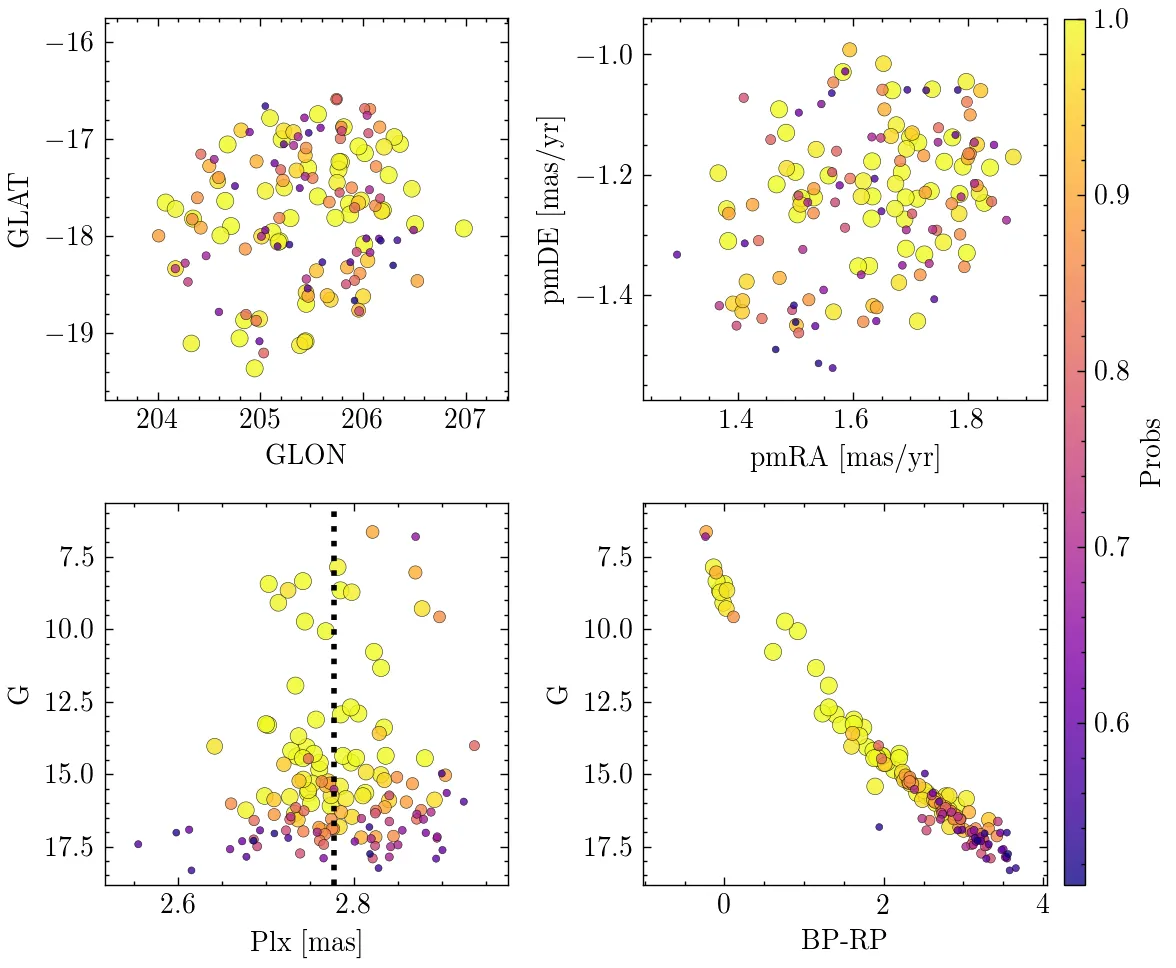 −16
−17
−18
−19
GLAT
204 205 206 207
GLON
−1.0
−1.2
−1.4
pmDE [mas/yr]
1.4 1.6 1.8
pmRA [mas/yr]
7.5
10.0
12.5
15.0
17.5
G
2.6 2.8
Plx [mas]
7.5
10.0
12.5
15.0
17.5
G
0 2 4
BP-RP
1.0
0.9
0.8
0.7
0.6
Probs